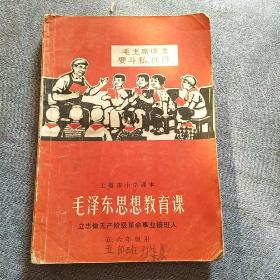 毛主席语录
要斗私，批修。
上海市小学课本
毛泽东思想教育课
立志做无产阶级革命事业接班人
五、六年级用